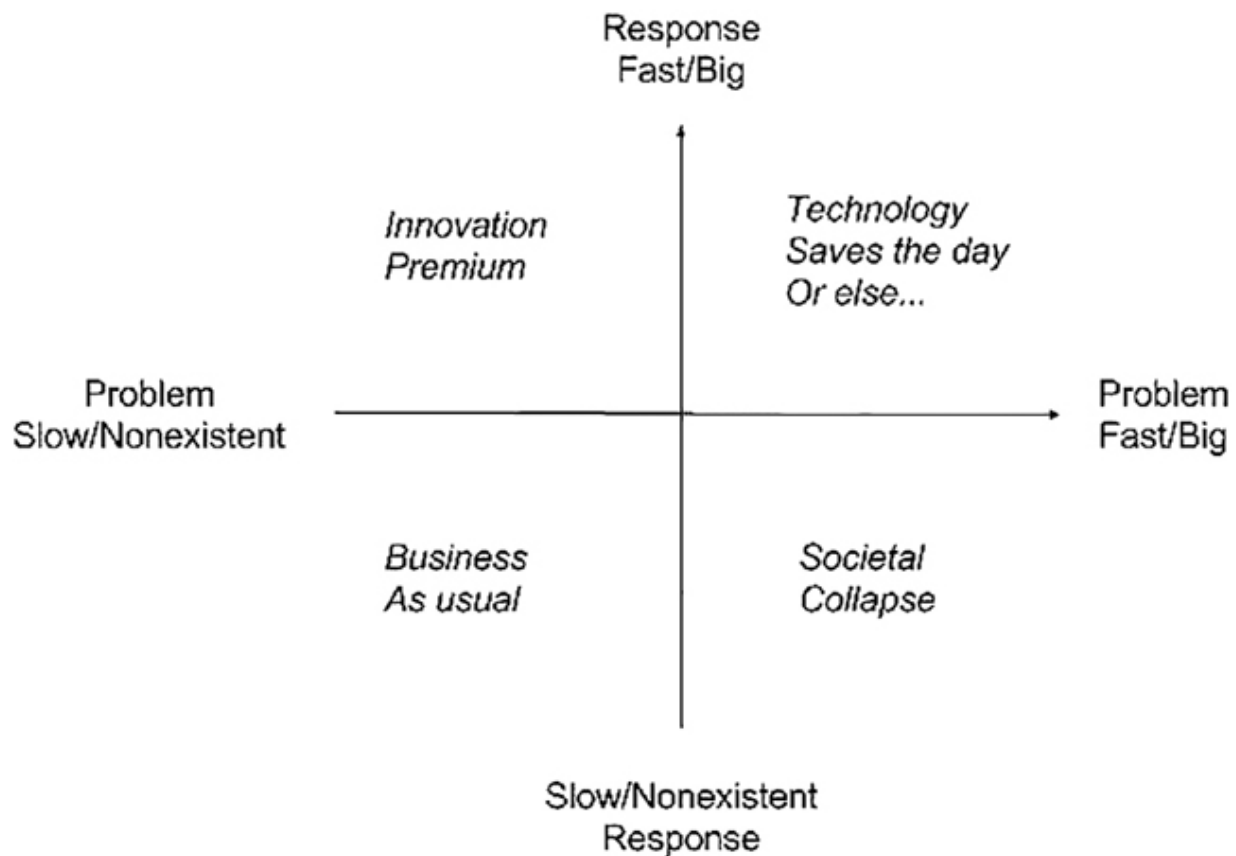 Response
Fast/Big
Innovation
Premium
Technology
Saves the day
Or else...
Problem
Slow/Nonexistent
Problem
Fast/Big
Business
As usual
Societal
Collapse
Slow/Nonexistent
Response